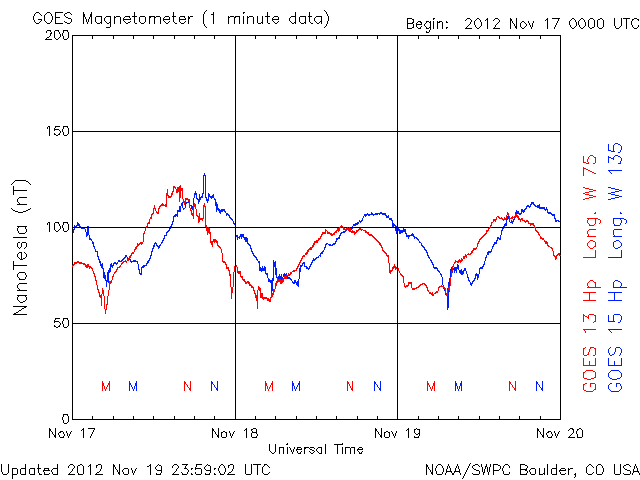 GOES Magnetometer (1 minute data)
Begin: 2012 Nov 17 0000 UTC
200
150
100
50
0
NanoTesla (nT)
M M N N M M N N M M N N
Nov 17 Nov 18 Nov 19 Nov 20
Universal Time
GOES 13 Hp Long. W 75
GOES 15 Hp Long. W 135
Updated 2012 Nov 19 23:59:02 UTC
NOAA/SWPC Boulder, CO USA